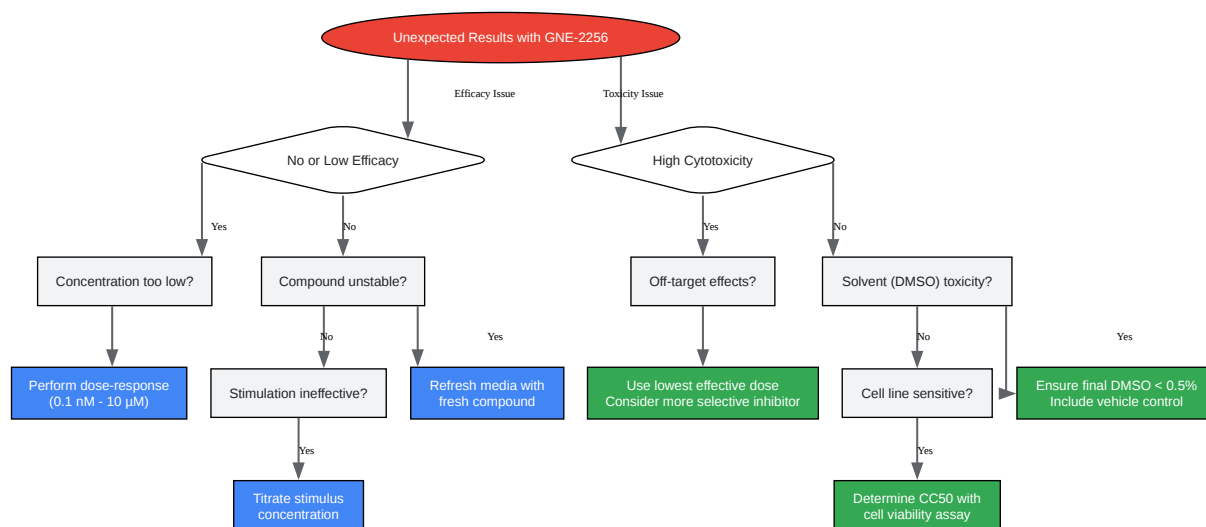 Unexpected Results with GNE-2256
Efficacy Issue
Toxicity Issue
No or Low Efficacy
High Cytotoxicity
Yes
No
Yes
No
Concentration too low?
Compound unstable?
Off-target effects?
Solvent (DMSO) toxicity?
No
Yes
No
Yes
Perform dose-response
(0.1 nM - 10 µM)
Stimulation ineffective?
Refresh media with
fresh compound
Use lowest effective dose
Consider more selective inhibitor
Cell line sensitive?
Ensure final DMSO < 0.5%
Include vehicle control
Yes
Yes
Titrate stimulus
concentration
Determine CC50 with
cell viability assay